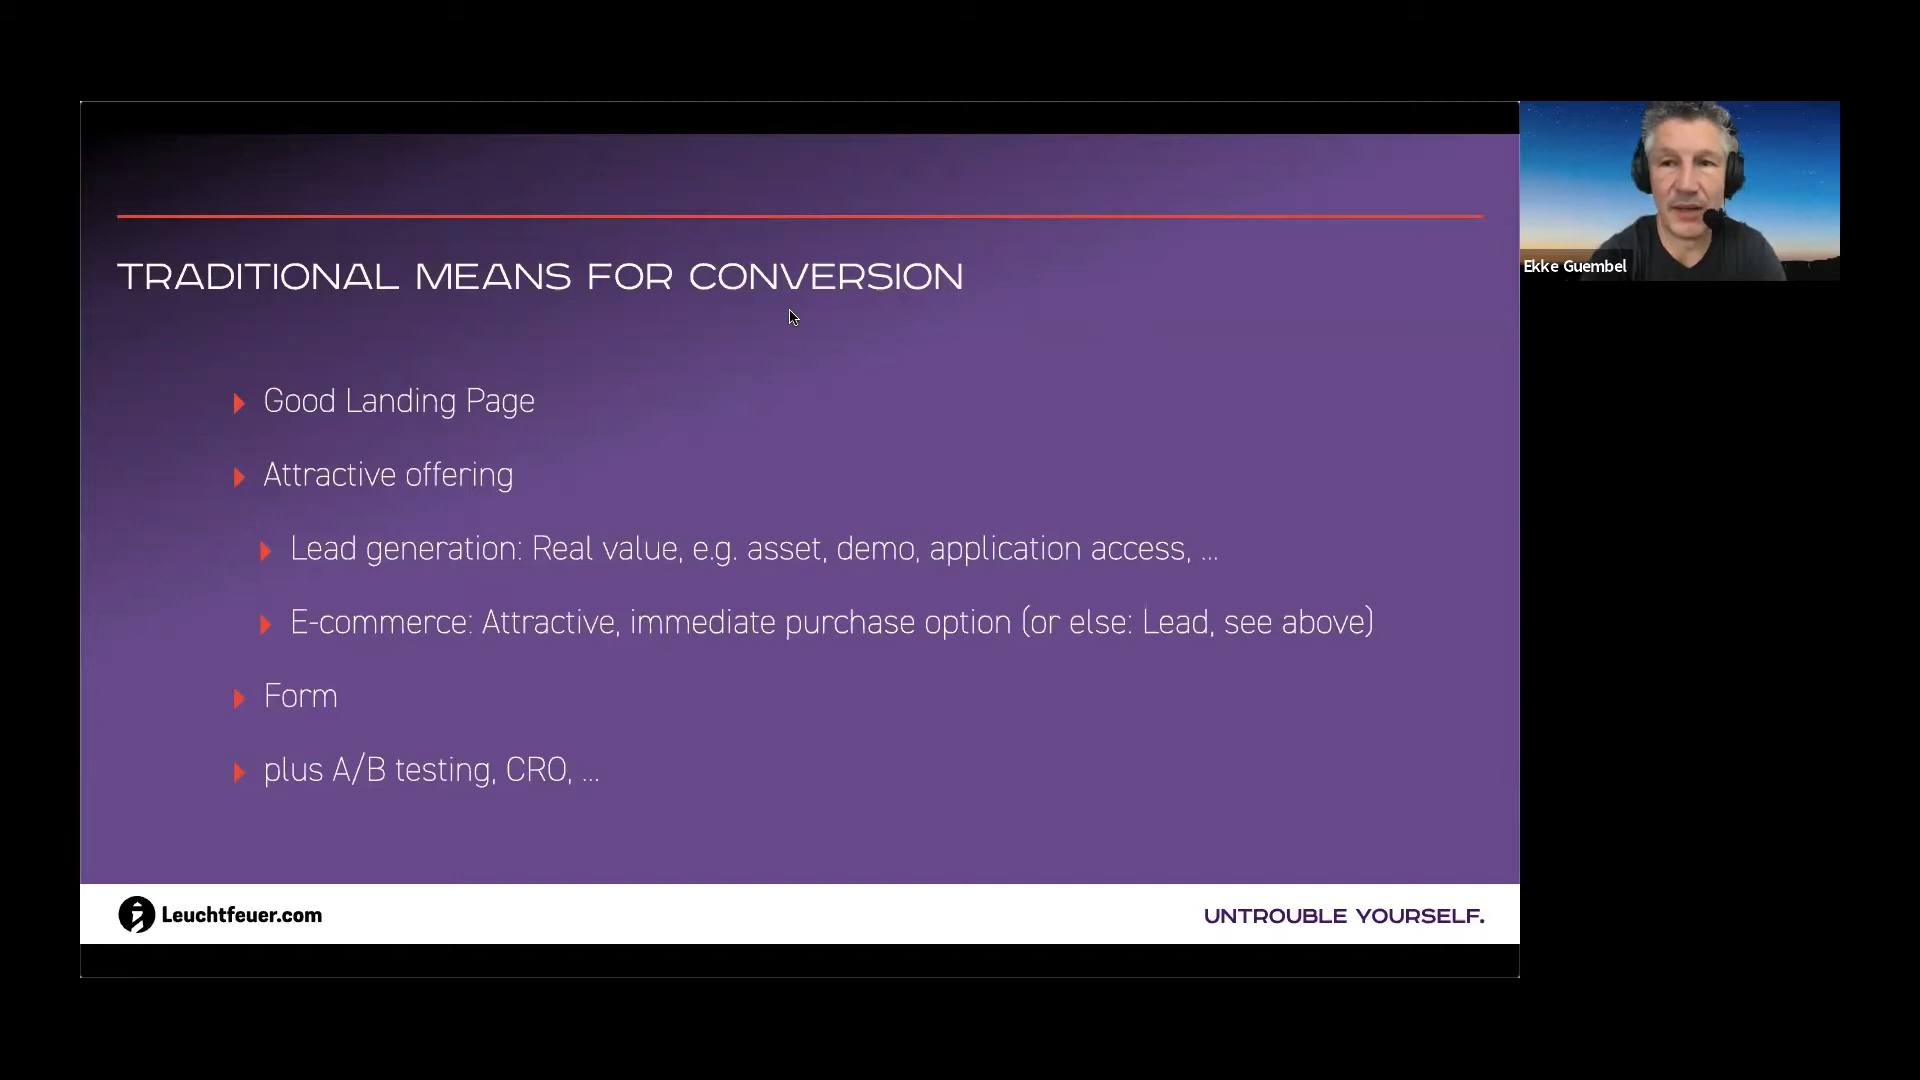 TRADITIONAL MEANS FOR CONVERSION
Good Landing Page
Attractive offering
Lead generation: Real value, e.g. asset, demo, application access, ...
E-commerce: Attractive, immediate purchase option (or else: Lead, see above)
Form
plus A/B testing, CRO, ...
Leuchtfeuer.com
UNTROUBLE YOURSELF.
Ekke Guembel